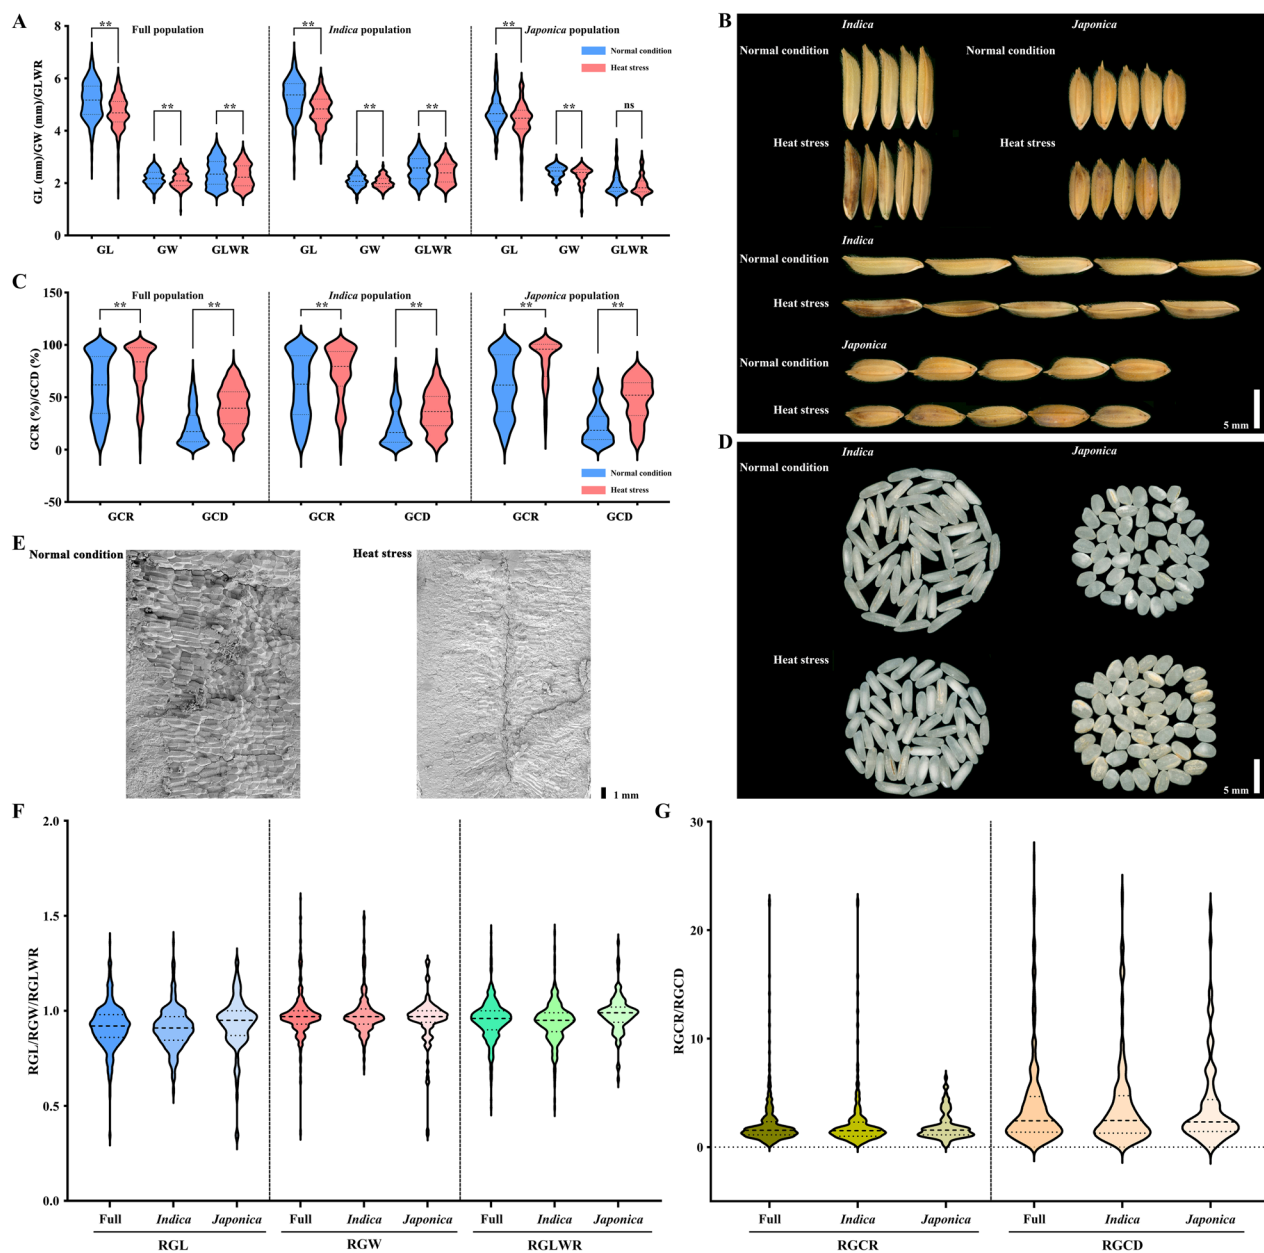 A
Full population
Indica population
Japonica population
** ** **
** ** **
** ** ns
Normal condition
Heat stress
GL (mm)/GW (mm)/GLWR
8
6
4
2
0
GL GW GLWR GL GW GLWR GL GW GLWR
B
Indica Japonica
Normal condition Normal condition
Heat stress Heat stress
Indica
Normal condition
Heat stress
Japonica
Normal condition
Heat stress
5 mm
C
Full population
Indica population
Japonica population
** ** ** ** ** **
GCR (%)/GCD (%)
150
100
50
0
-50
Normal condition
Heat stress
GCR GCD GCR GCD GCR GCD
D
Indica Japonica
Normal condition
Heat stress
5 mm
E
Normal condition
Heat stress
1 mm
F
RGL/RGW/RGLWR
2.0
1.5
1.0
0.5
0.0
Full Indica Japonica Full Indica Japonica Full Indica Japonica
RGL RGW RGLWR
G
RGCR/RGCD
30
20
10
0
Full Indica Japonica Full Indica Japonica
RGCR RGCD